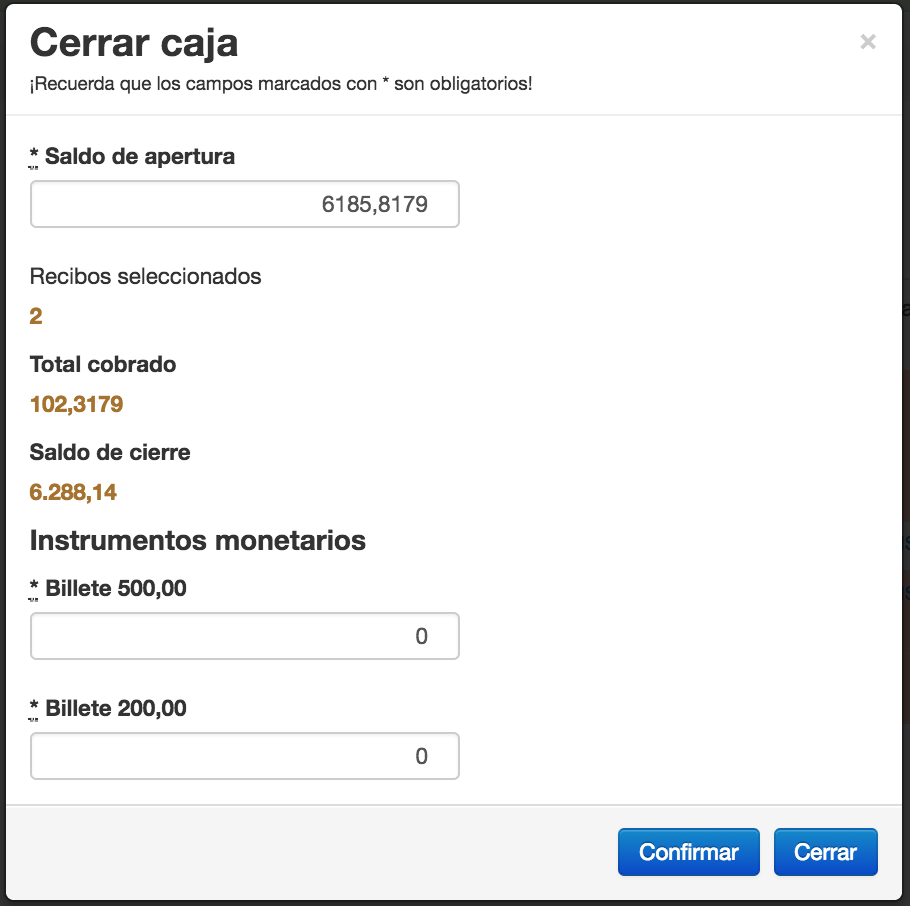 Cerrar caja
×
¡Recuerda que los campos marcados con * son obligatorios!
* Saldo de apertura
6185,8179
Recibos seleccionados
2
Total cobrado
102,3179
Saldo de cierre
6.288,14
Instrumentos monetarios
* Billete 500,00
0
* Billete 200,00
0
Confirmar
Cerrar